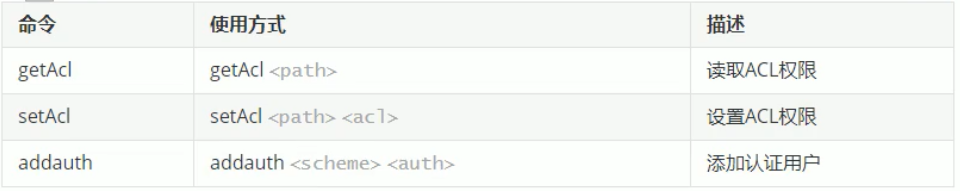 命令 使用方式 描述
getAcl getAcl <path> 读取ACL权限
setAcl setAcl <path> <acl> 设置ACL权限
addauth addauth <scheme> <auth> 添加认证用户